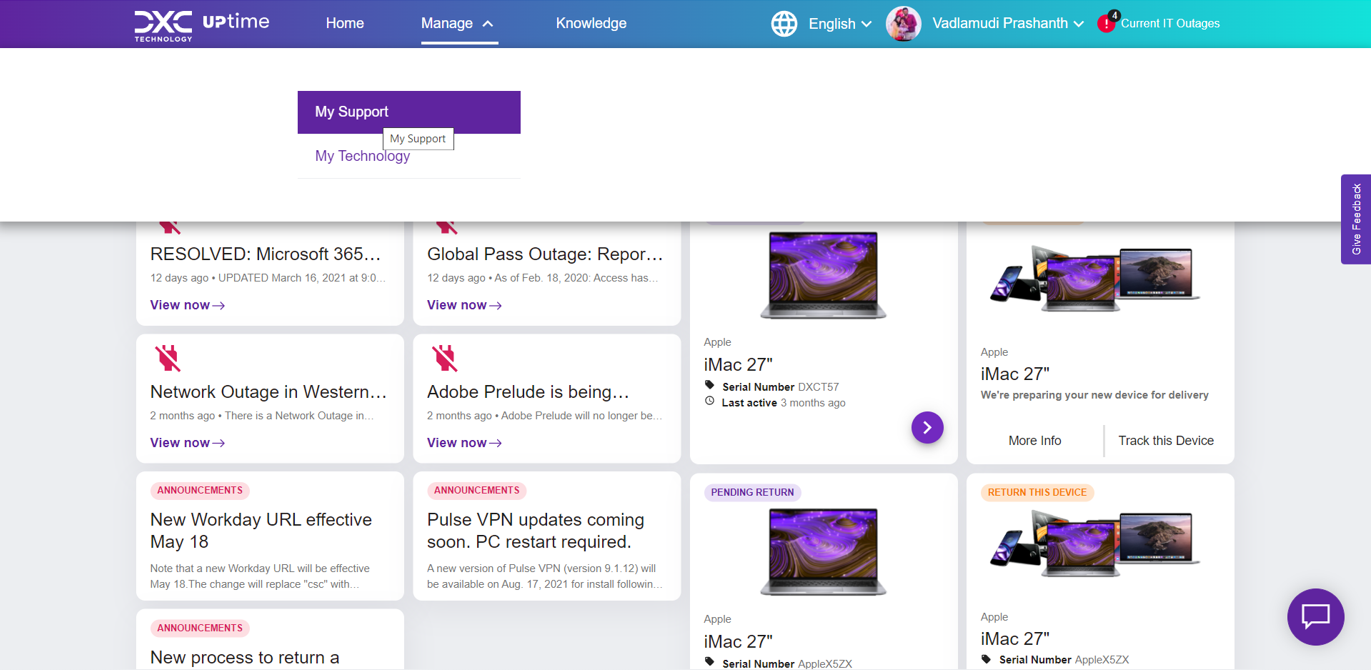 DXC UPtime
TECHNOLOGY
Home
Manage
Knowledge
English
Vadlamudi Prashanth
4
!
Current IT Outages
My Support
My Support
My Technology
Give Feedback
RESOLVED: Microsoft 365...
12 days ago • UPDATED March 16, 2021 at 9:0...
View now
Global Pass Outage: Repor...
12 days ago • As of Feb. 18, 2020: Access has...
View now
Network Outage in Western...
2 months ago • There is a Network Outage in...
View now
Adobe Prelude is being...
2 months ago • Adobe Prelude will no longer be...
View now
ANNOUNCEMENTS
New Workday URL effective
May 18
Note that a new Workday URL will be effective
May 18.The change will replace "csc" with...
ANNOUNCEMENTS
Pulse VPN updates coming
soon. PC restart required.
A new version of Pulse VPN (version 9.1.12) will
be available on Aug. 17, 2021 for install followin...
ANNOUNCEMENTS
New process to return a
Apple
iMac 27"
Serial Number DXCT57
Last active 3 months ago
Apple
iMac 27"
We're preparing your new device for delivery
More Info
Track this Device
PENDING RETURN
Apple
iMac 27"
Serial Number AppleX5ZX
RETURN THIS DEVICE
Apple
iMac 27"
Serial Number AppleX5ZX